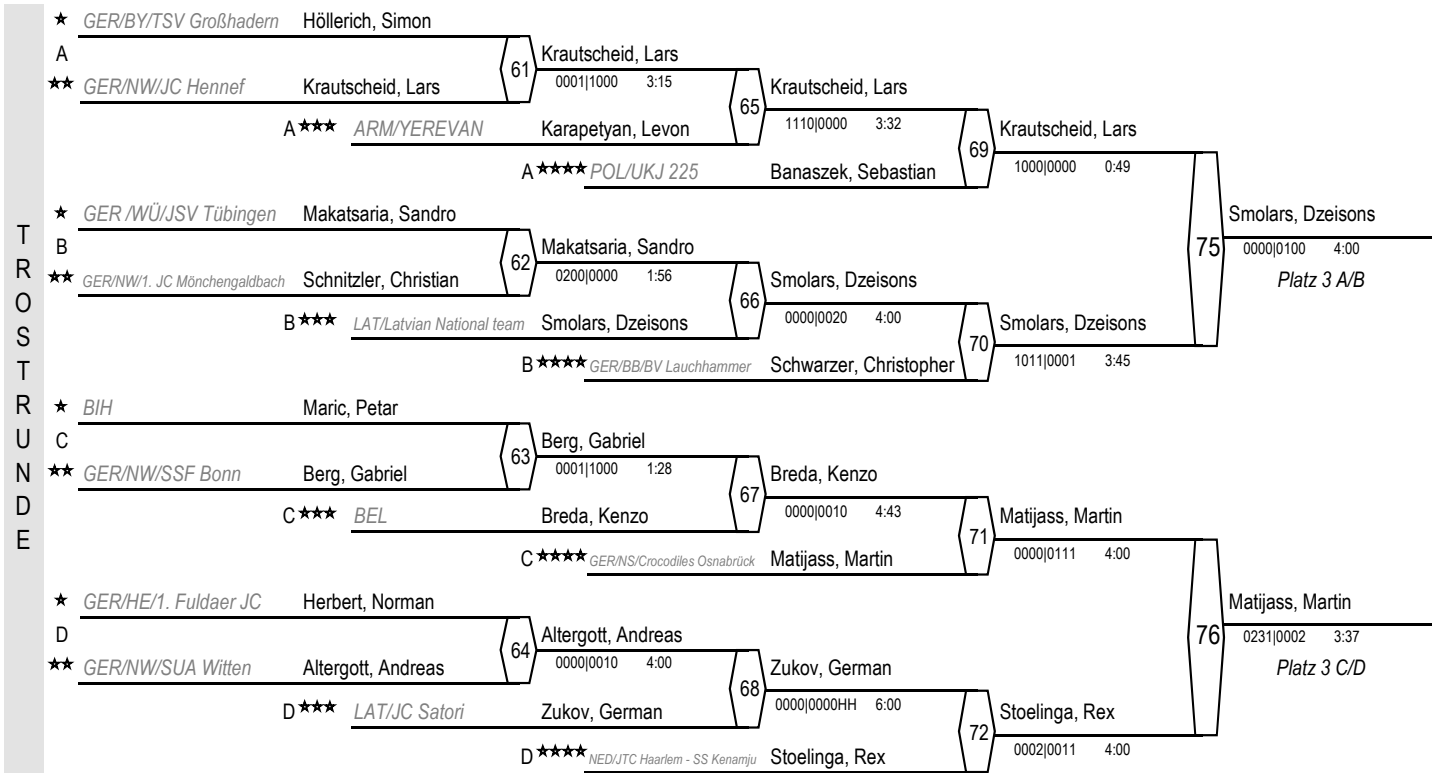 TROSTRUNDE
★ GER/BY/TSV Großhadern Höllerich, Simon
A
61 Krautscheid, Lars
0001|1000 3:15
★★ GER/NW/JC Hennef Krautscheid, Lars
65 Krautscheid, Lars
1110|0000 3:32
A ★★★ ARM/YEREVAN Karapetyan, Levon
69 Krautscheid, Lars
1000|0000 0:49
A ★★★★ POL/UKJ 225 Banaszek, Sebastian
★ GER /WÜ/JSV Tübingen Makatsaria, Sandro
75 Smolars, Dzeisons
0000|0100 4:00
Platz 3 A/B
B
62 Makatsaria, Sandro
0200|0000 1:56
★★ GER/NW/1. JC Mönchengaldbach Schnitzler, Christian
66 Smolars, Dzeisons
0000|0020 4:00
B ★★★ LAT/Latvian National team Smolars, Dzeisons
70 Smolars, Dzeisons
1011|0001 3:45
B ★★★★ GER/BB/BV Lauchhammer Schwarzer, Christopher
★ BIH Maric, Petar
C
63 Berg, Gabriel
0001|1000 1:28
★★ GER/NW/SSF Bonn Berg, Gabriel
67 Breda, Kenzo
0000|0010 4:43
C ★★★ BEL Breda, Kenzo
71 Matijass, Martin
0000|0111 4:00
C ★★★★ GER/NS/Crocodiles Osnabrück Matijass, Martin
★ GER/HE/1. Fuldaer JC Herbert, Norman
76 Matijass, Martin
0231|0002 3:37
Platz 3 C/D
D
64 Altergott, Andreas
0000|0010 4:00
★★ GER/NW/SUA Witten Altergott, Andreas
68 Zukov, German
0000|0000HH 6:00
D ★★★ LAT/JC Satori Zukov, German
72 Stoelinga, Rex
0002|0011 4:00
D ★★★★ NED/JTC Haarlem - SS Kenamju Stoelinga, Rex